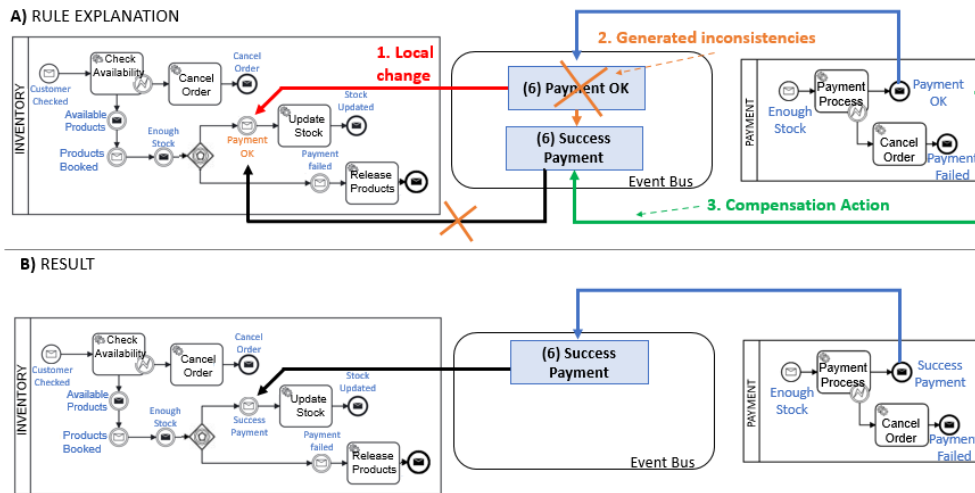 A) RULE EXPLANATION
INVENTORY
Customer
Checked
Check
Availability
Cancel
Order
Cancel
Order
Available
Products
Products
Booked
Enough
Stock
Payment
OK
Update
Stock
Stock
Updated
Payment
failed
Release
Products
1. Local
change
2. Generated inconsistencies
(6) Payment OK
(6) Success
Payment
Event Bus
3. Compensation Action
PAYMENT
Enough
Stock
Payment
Process
Payment
OK
Cancel
Order
Payment
Failed
B) RESULT
INVENTORY
Customer
Checked
Check
Availability
Cancel
Order
Cancel
Order
Available
Products
Products
Booked
Enough
Stock
Success
Payment
Update
Stock
Stock
Updated
Payment
failed
Release
Products
(6) Success
Payment
Event Bus
PAYMENT
Enough
Stock
Payment
Process
Success
Payment
Cancel
Order
Payment
Failed